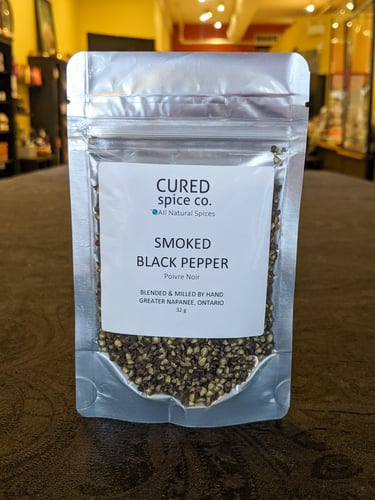 CURED
spice co.
All Natural Spices
SMOKED
BLACK PEPPER
Poivre Noir
BLENDED & MILLED BY HAND
GREATER NAPANEE, ONTARIO
32 g